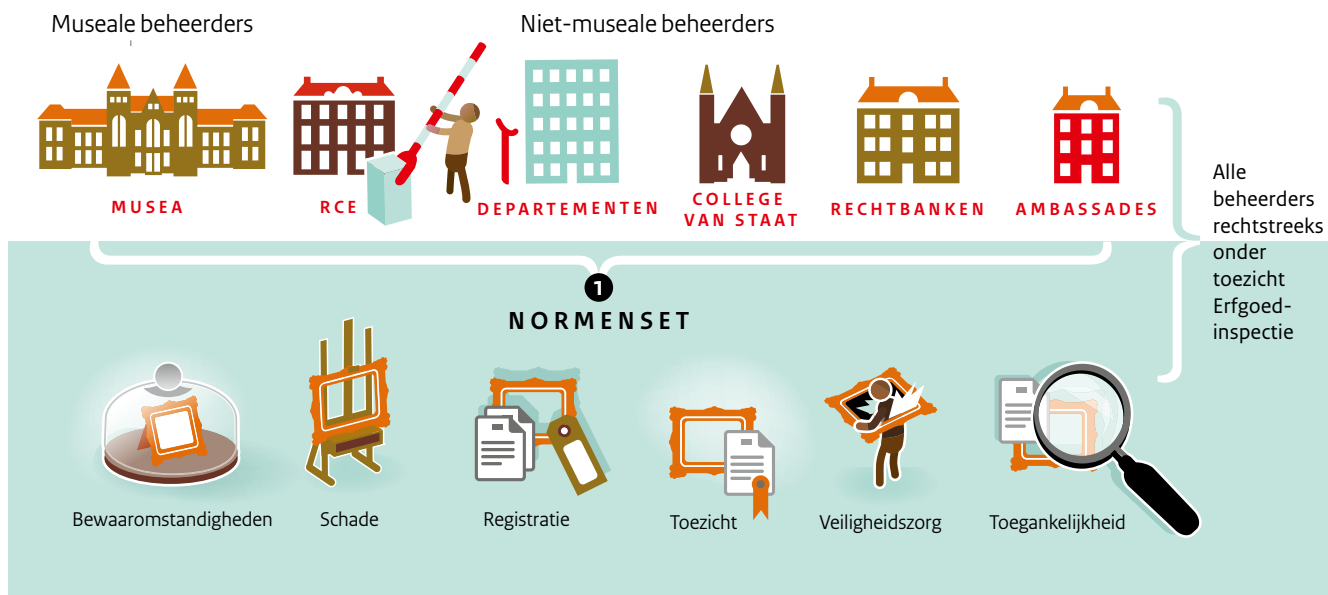 Museale beheerders
Niet-museale beheerders
MUSEA
RCE
DEPARTEMENTEN
COLLEGE
VAN STAAT
RECHTBANKEN
AMBASSADES
Alle
beheerders
rechtstreeks
onder
toezicht
Erfgoed-
inspectie
1
NORMENSET
Bewaaromstandigheden
Schade
Registratie
Toezicht
Veiligheidszorg
Toegankelijkheid